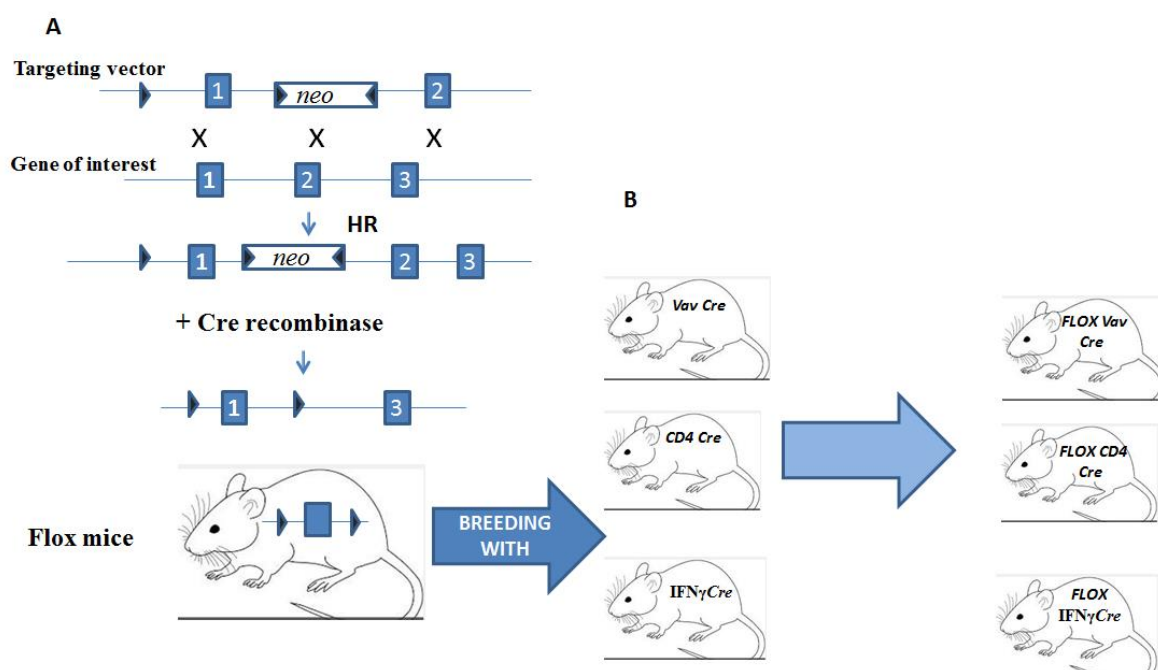 A
Targeting vector
1 neo 2
X X X
Gene of interest
1 2 3
HR
1 neo 2 3
+ Cre recombinase
1 3
Flox mice
BREEDING
WITH
B
Vav Cre
CD4 Cre
IFNγCre
FLOX Vav
Cre
FLOX CD4
Cre
FLOX
IFNγCre